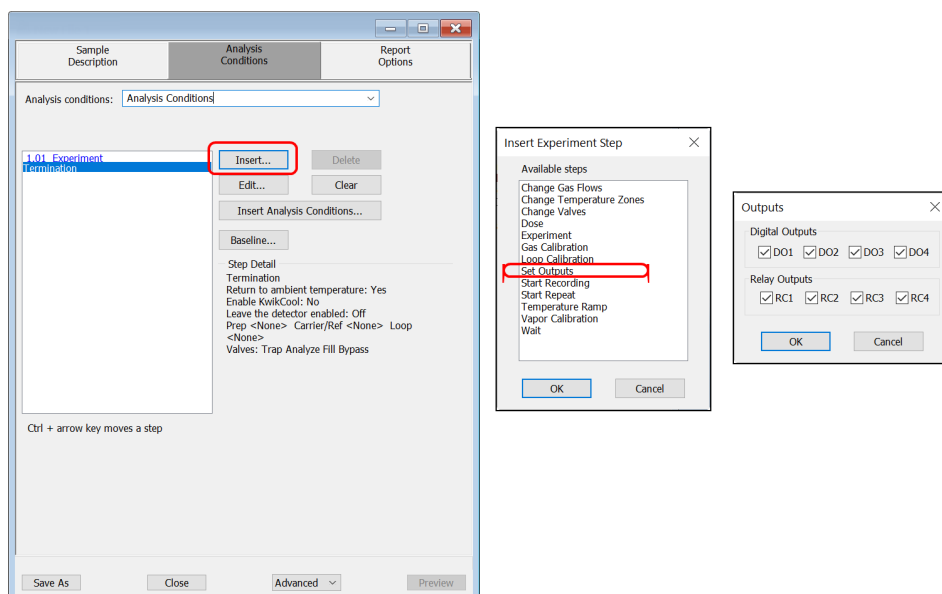 Sample
Description
Analysis
Conditions
Report
Options
Analysis conditions: Analysis Conditions
1.01 Experiment
Termination
Insert...
Delete
Edit...
Clear
Insert Analysis Conditions...
Baseline...
Step Detail
Termination
Return to ambient temperature: Yes
Enable KwikCool: No
Leave the detector enabled: Off
Prep <None> Carrier/Ref <None> Loop
<None>
Valves: Trap Analyze Fill Bypass
Ctrl + arrow key moves a step
Save As
Close
Advanced
Preview
Insert Experiment Step
Available steps
Change Gas Flows
Change Temperature Zones
Change Valves
Dose
Experiment
Gas Calibration
Loop Calibration
Set Outputs
Start Recording
Start Repeat
Temperature Ramp
Vapor Calibration
Wait
OK
Cancel
Outputs
Digital Outputs
DO1 DO2 DO3 DO4
Relay Outputs
RC1 RC2 RC3 RC4
OK
Cancel